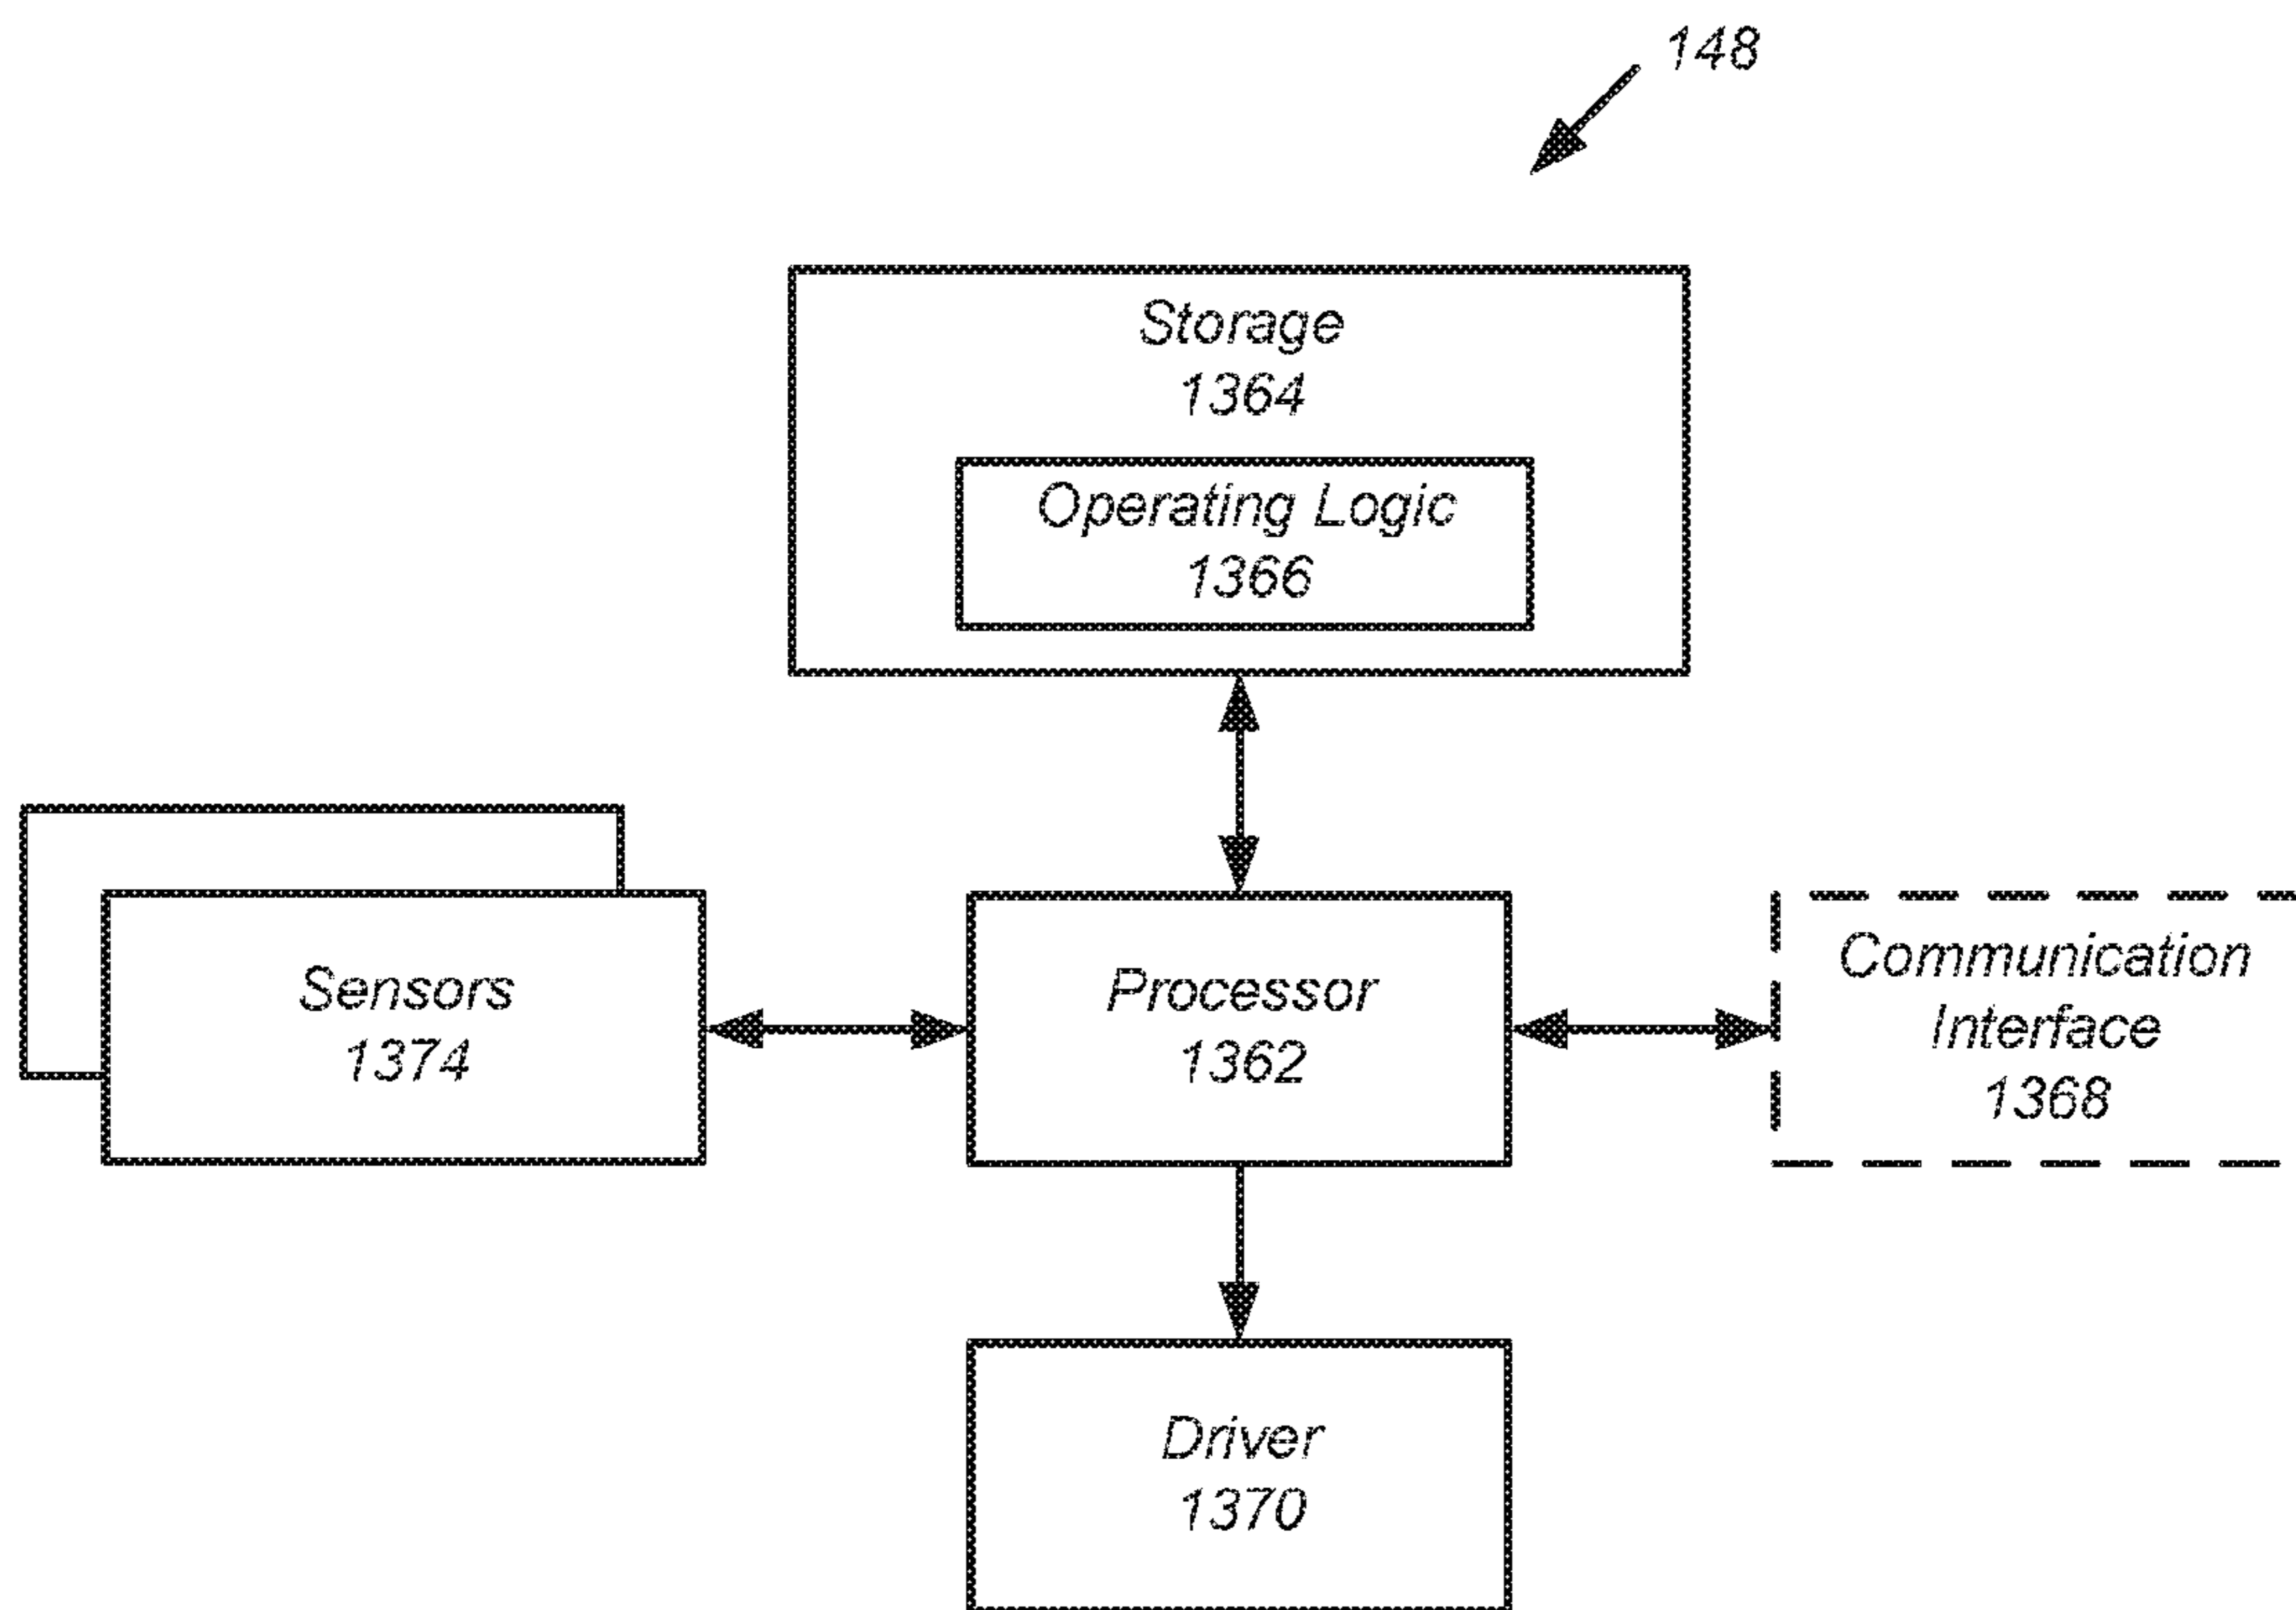 148
Storage
1364
Operating Logic
1366
Sensors
1374
Processor
1362
Communication
Interface
1368
Driver
1370